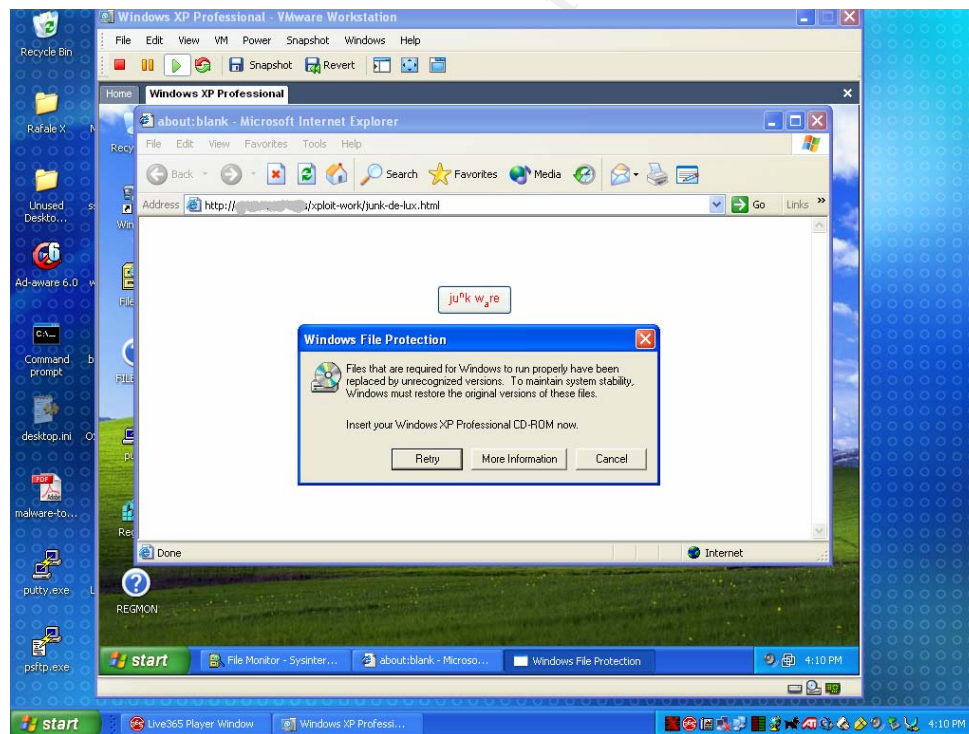 Windows XP Professional - VMware Workstation
File Edit View VM Power Snapshot Windows Help
Snapshot Revert
Home Windows XP Professional
about:blank - Microsoft Internet Explorer
File Edit View Favorites Tools Help
Back Search Favorites Media
Address http:// /xploit-work/junk-de-lux.html Go Links »
juⁿk wₐre
Windows File Protection
Files that are required for Windows to run properly have been
replaced by unrecognized versions. To maintain system stability,
Windows must restore the original versions of these files.
Insert your Windows XP Professional CD-ROM now.
Retry More Information Cancel
Done Internet
REGMON
start File Monitor - Sysinter... about:blank - Microso... Windows File Protection 4:10 PM
Recycle Bin
Rafale X
Unused
Deskto...
Ad-aware 6.0
Command
prompt
desktop.ini
PDF
Adobe
malware-to...
putty.exe
psftp.exe
start Live365 Player Window Windows XP Professi... 4:10 PM